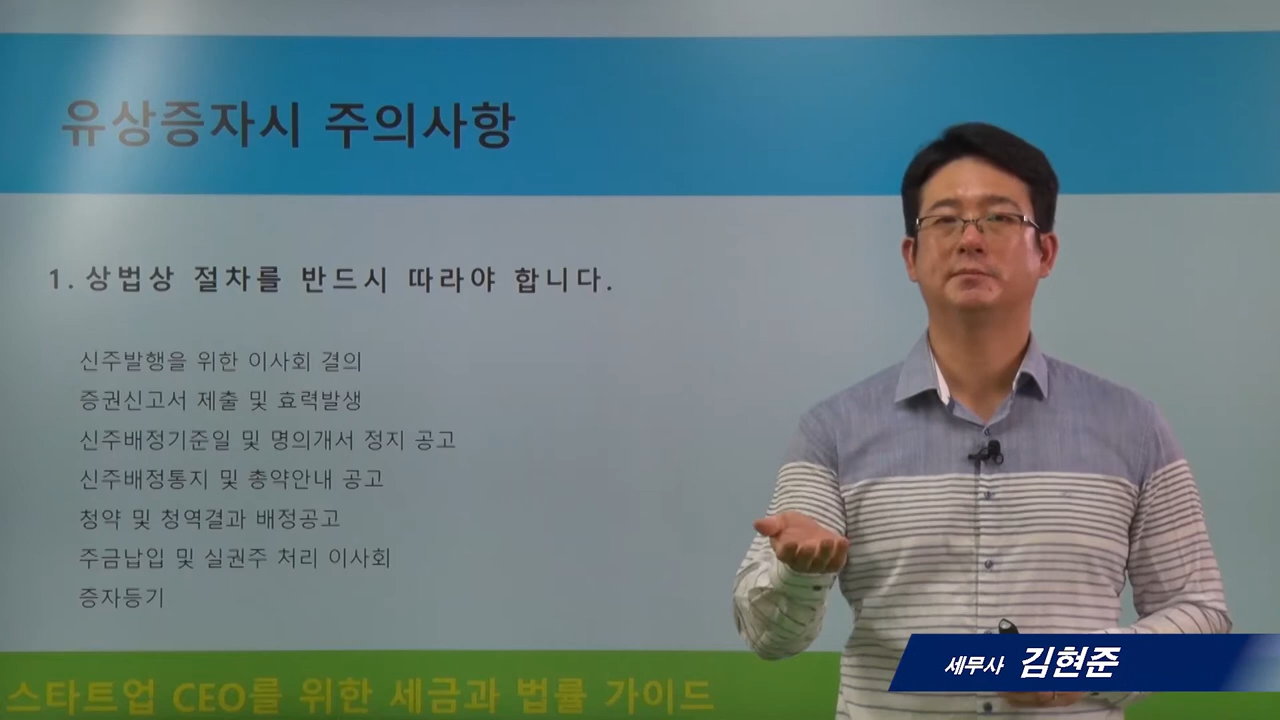 유상증자시 주의사항
1. 상법상 절차를 반드시 따라야 합니다.
신주발행을 위한 이사회 결의
증권신고서 제출 및 효력발생
신주배정기준일 및 명의개서 정지 공고
신주배정통지 및 총약안내 공고
청약 및 청역결과 배정공고
주금납입 및 실권주 처리 이사회
증자등기
세무사 김현준
스타트업 CEO를 위한 세금과 법률 가이드